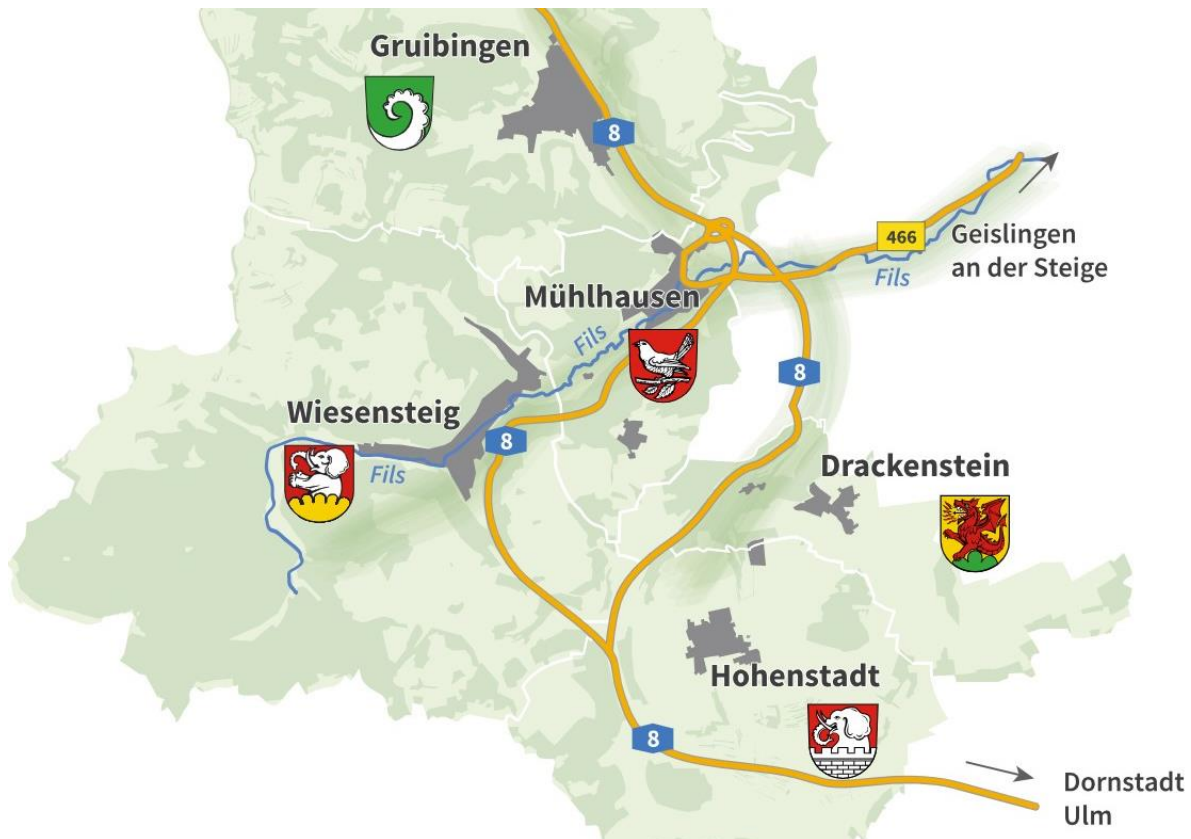 Gruibingen
8
466
Geislingen
an der Steige
Fils
Mühlhausen
Fils
8
Wiesensteig
8
Fils
Drackenstein
Hohenstadt
8
Dornstadt
Ulm